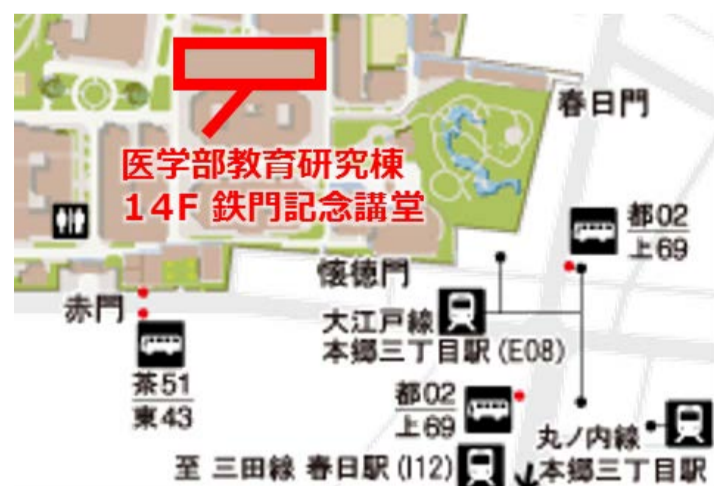 春日門
医学部教育研究棟
14F 鉄門記念講堂
都02
上69
懐徳門
赤門
大江戸線
本郷三丁目駅(E08)
茶51
東43
都02
上69
丸ノ内線
本郷三丁目駅
至 三田線 春日駅(I12)